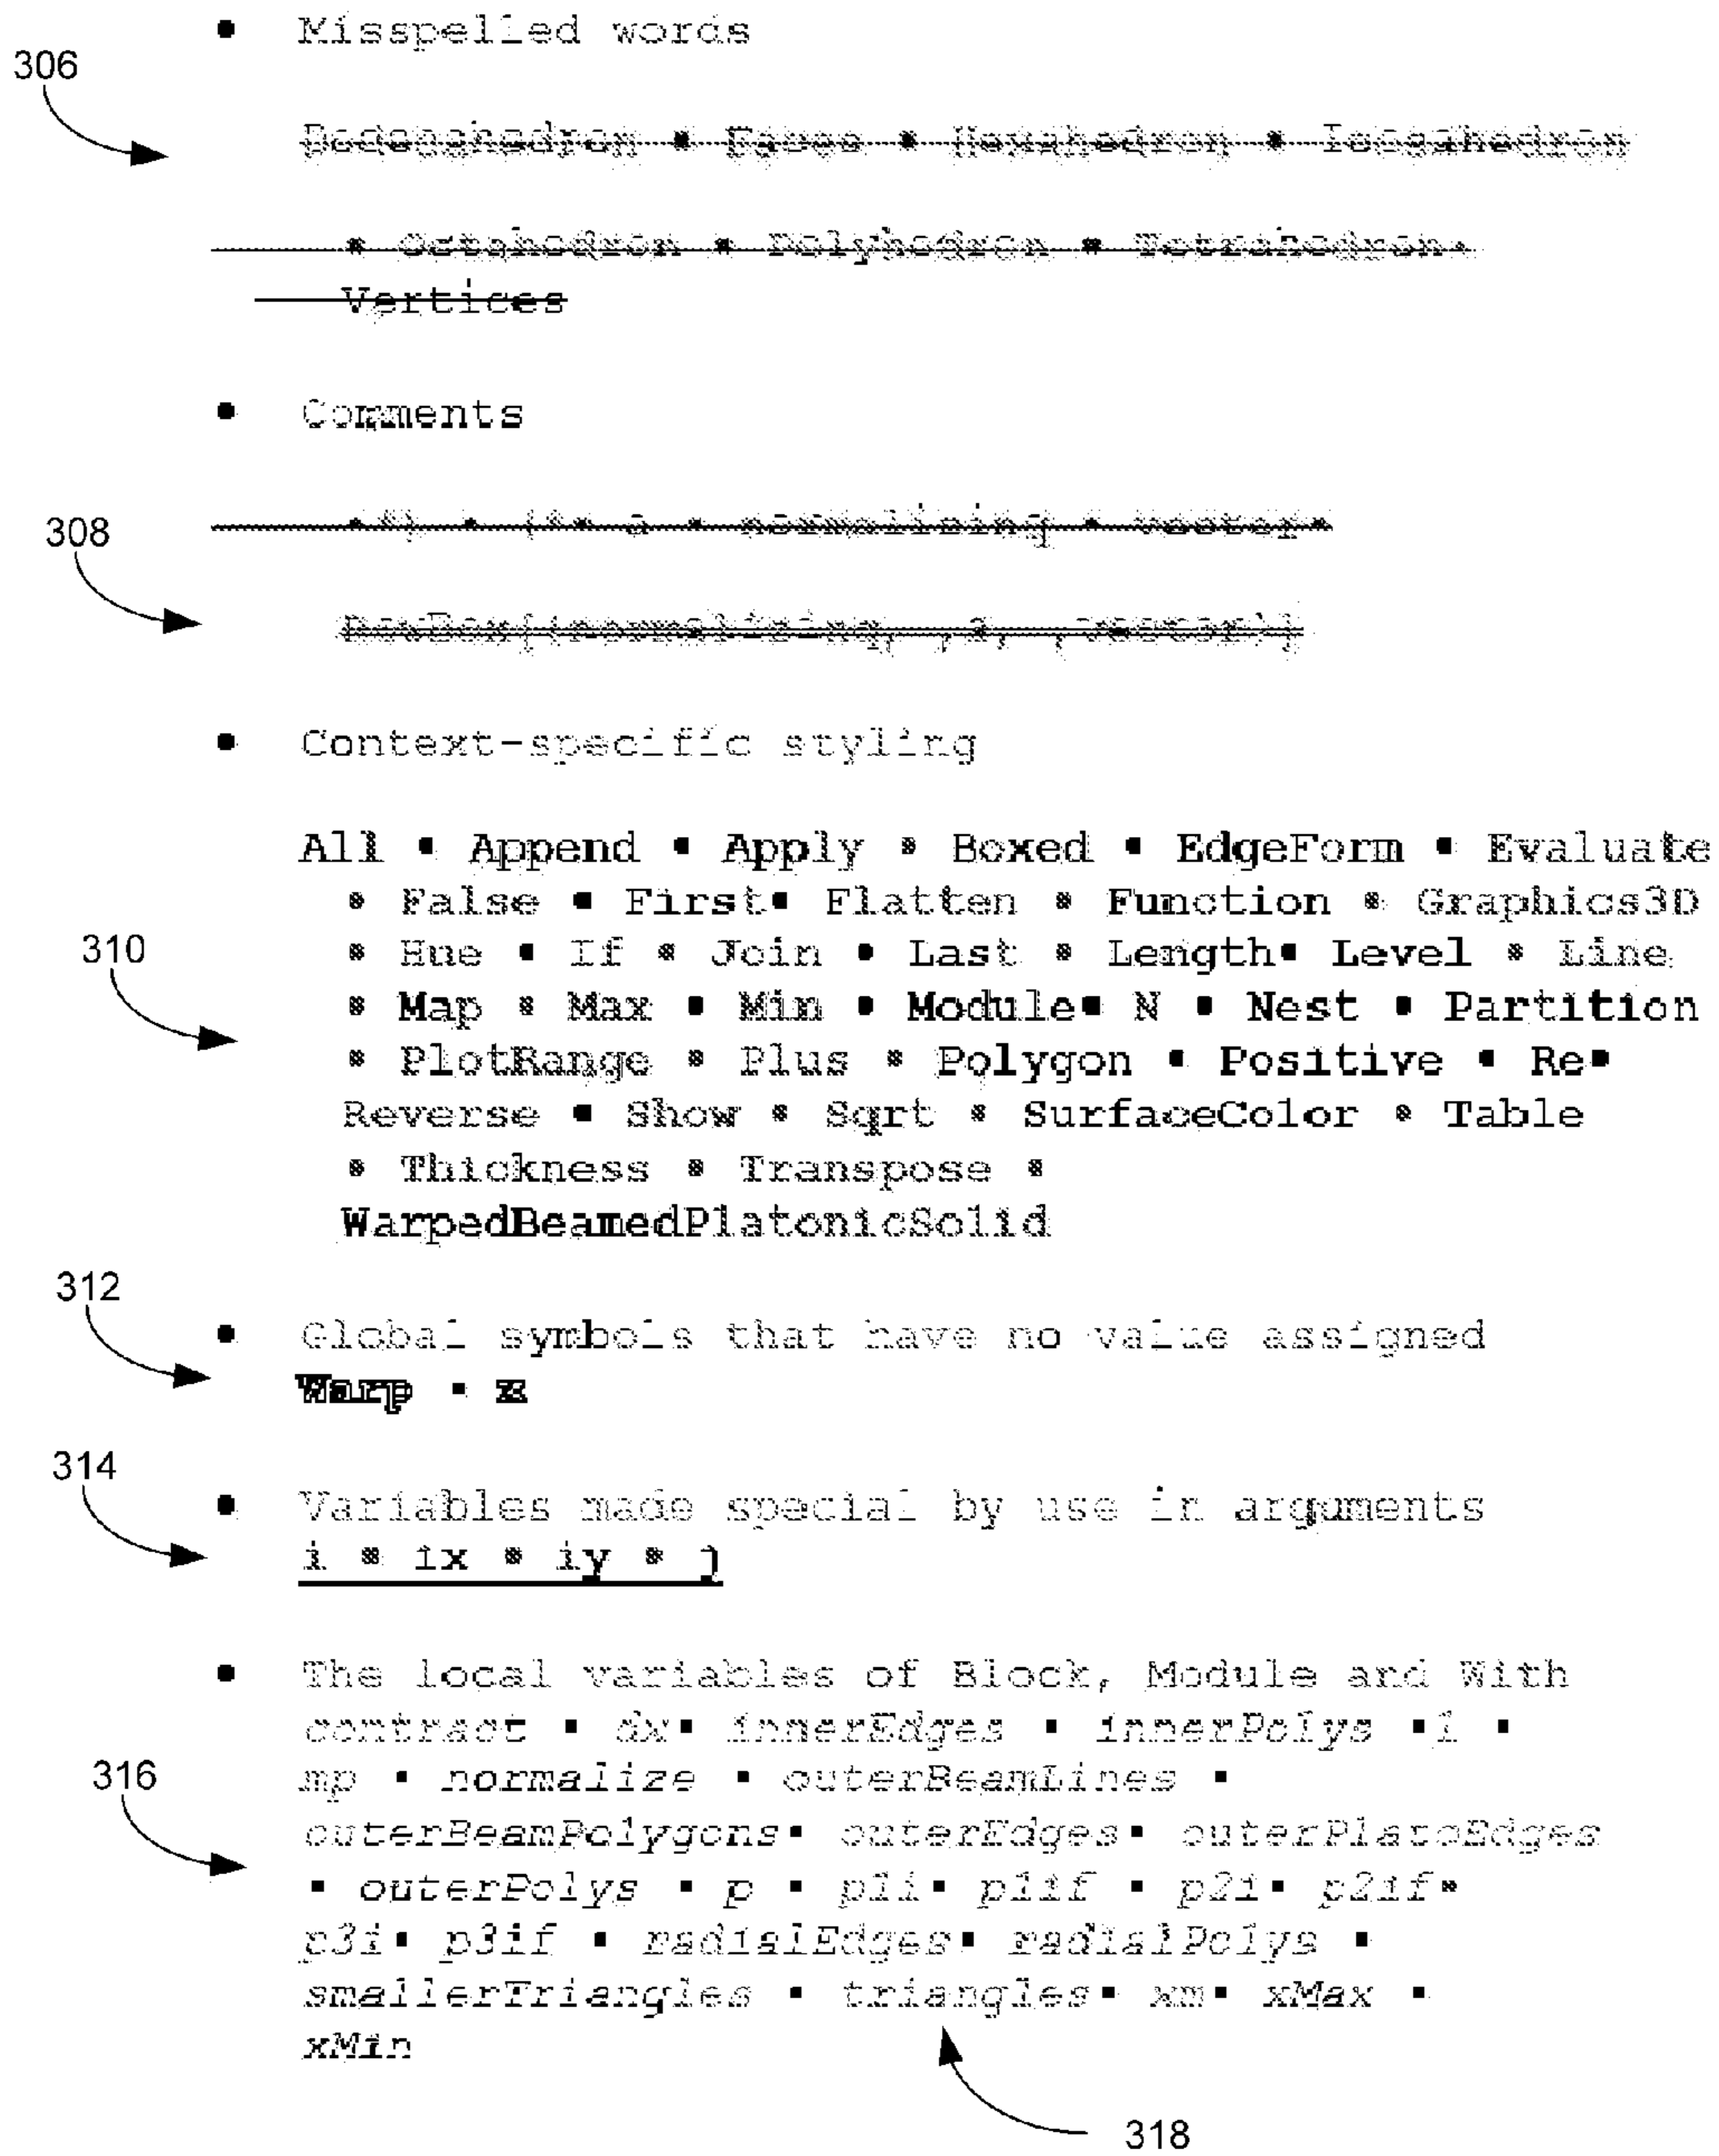 • Misspelled words
306
Dodecahedron ▪ Faces ▪ Hexahedron ▪ Icosahedron
▪ Octahedron ▪ Polyhedron ▪ Tetrahedron▪
Vertices
• Comments
308
▪*) ▪ (*▪ a ▪ normalizing ▪ vector▪
RowBox[{normalizing, ,a, ,vector}]
• Context-specific styling
All ▪ Append ▪ Apply ▪ Boxed ▪ EdgeForm ▪ Evaluate
▪ False ▪ First▪ Flatten ▪ Function ▪ Graphics3D
310 ▪ Hue ▪ If ▪ Join ▪ Last ▪ Length▪ Level ▪ Line
▪ Map ▪ Max ▪ Min ▪ Module▪ N ▪ Nest ▪ Partition
▪ PlotRange ▪ Plus ▪ Polygon ▪ Positive ▪ Re▪
Reverse ▪ Show ▪ Sqrt ▪ SurfaceColor ▪ Table
▪ Thickness ▪ Transpose ▪
WarpedBeamedPlatonicSolid
312
• Global symbols that have no value assigned
Warp ▪ x
314
• Variables made special by use in arguments
i ▪ ix ▪ iy ▪ j
• The local variables of Block, Module and With
contract ▪ dx▪ innerEdges ▪ innerPolys ▪l ▪
316 mp ▪ normalize ▪ outerBeamLines ▪
outerBeamPolygons▪ outerEdges▪ outerPlatoEdges
▪ outerPolys ▪ p ▪ p1i▪ p1if ▪ p2i▪ p2if▪
p3i▪ p3if ▪ radialEdges▪ radialPolys ▪
smallerTriangles ▪ triangles▪ xm▪ xMax ▪
xMin
318